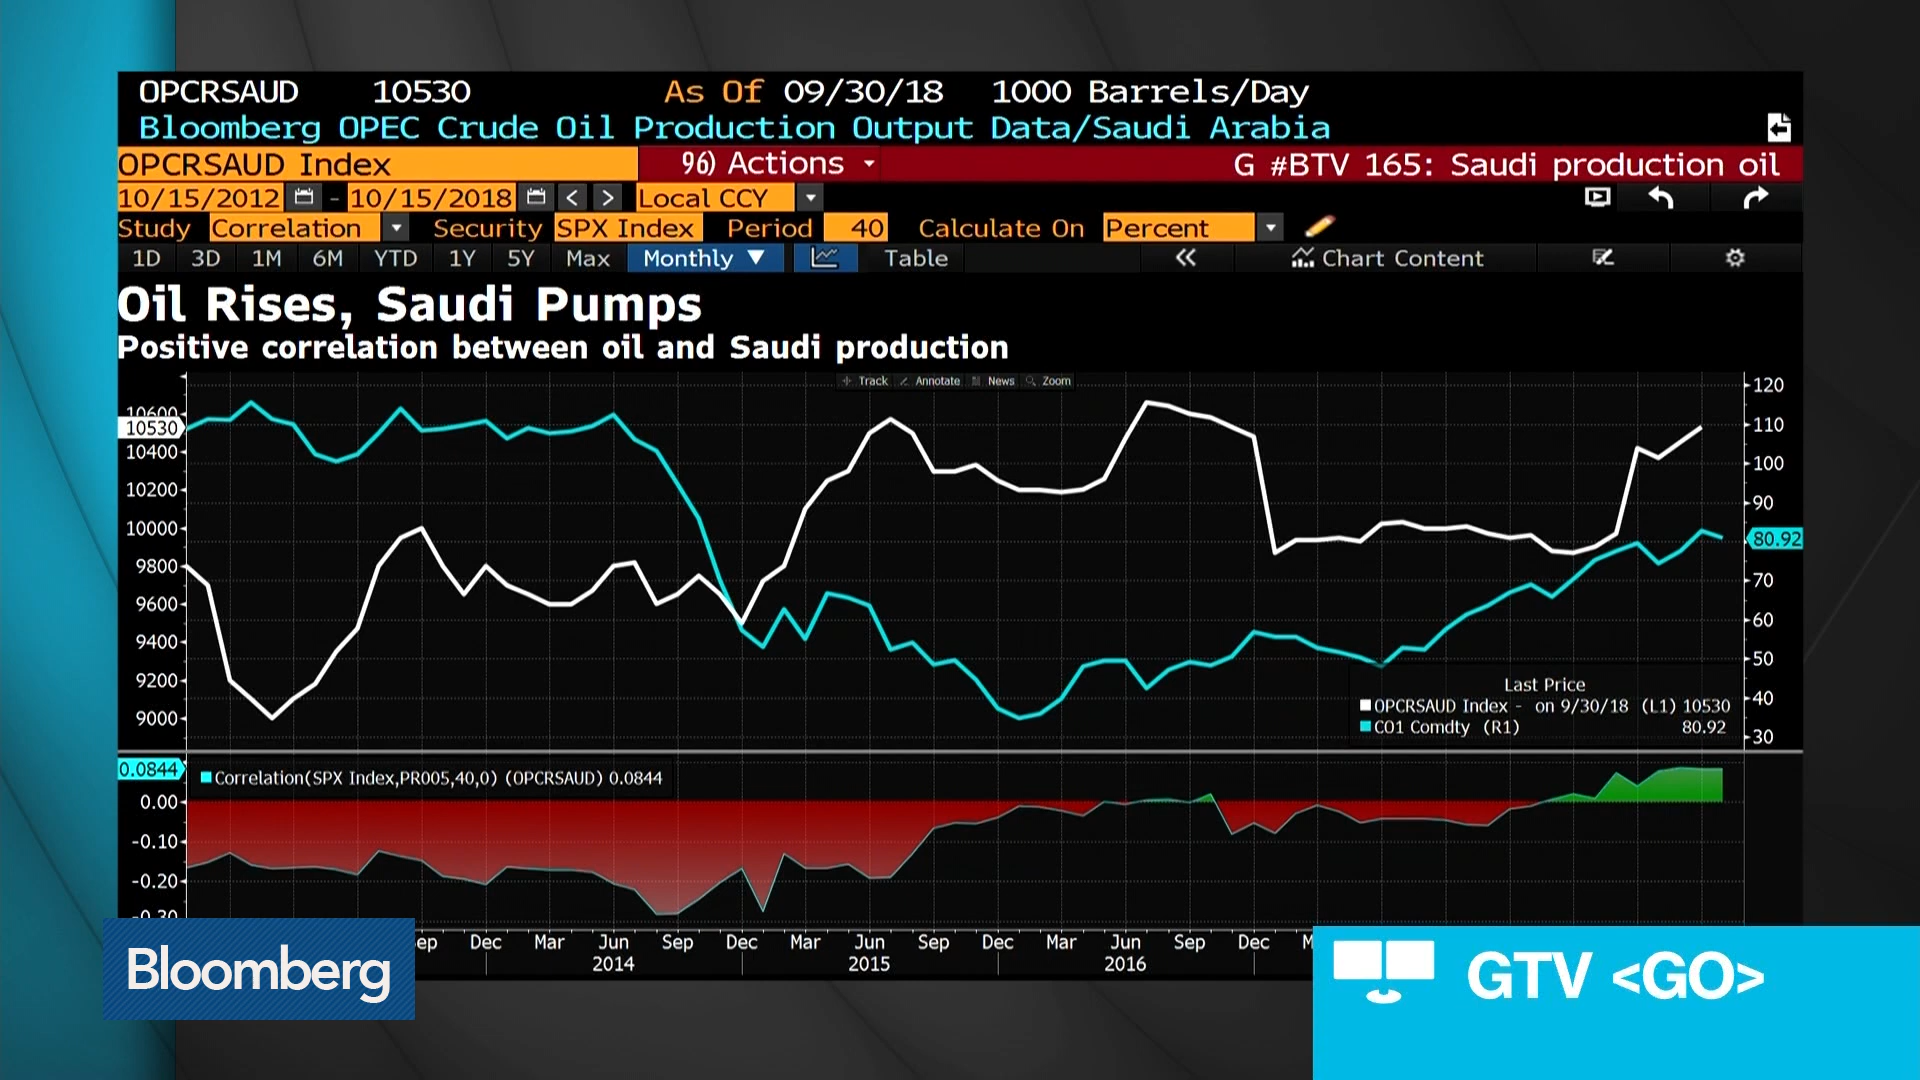 OPCRSAUD 10530 As Of 09/30/18 1000 Barrels/Day
Bloomberg OPEC Crude Oil Production Output Data/Saudi Arabia
OPCRSAUD Index 96) Actions G #BTV 165: Saudi production oil
10/15/2012 - 10/15/2018 < > Local CCY
Study Correlation Security SPX Index Period 40 Calculate On Percent
1D 3D 1M 6M YTD 1Y 5Y Max Monthly ▼ Table « Chart Content
Oil Rises, Saudi Pumps
Positive correlation between oil and Saudi production
Track Annotate News Zoom
120
10600
10530
110
10400
100
10200
90
10000
80.92
9800
70
9600
60
9400
50
9200
40
9000
30
Last Price
OPCRSAUD Index - on 9/30/18 (L1) 10530
CO1 Comdty (R1) 80.92
0.0844
Correlation(SPX Index,PR005,40,0) (OPCRSAUD) 0.0844
0.00
-0.10
-0.20
-0.30
ep Dec Mar Jun Sep Dec Mar Jun Sep Dec Mar Jun Sep Dec
2014 2015 2016
Bloomberg
GTV <GO>